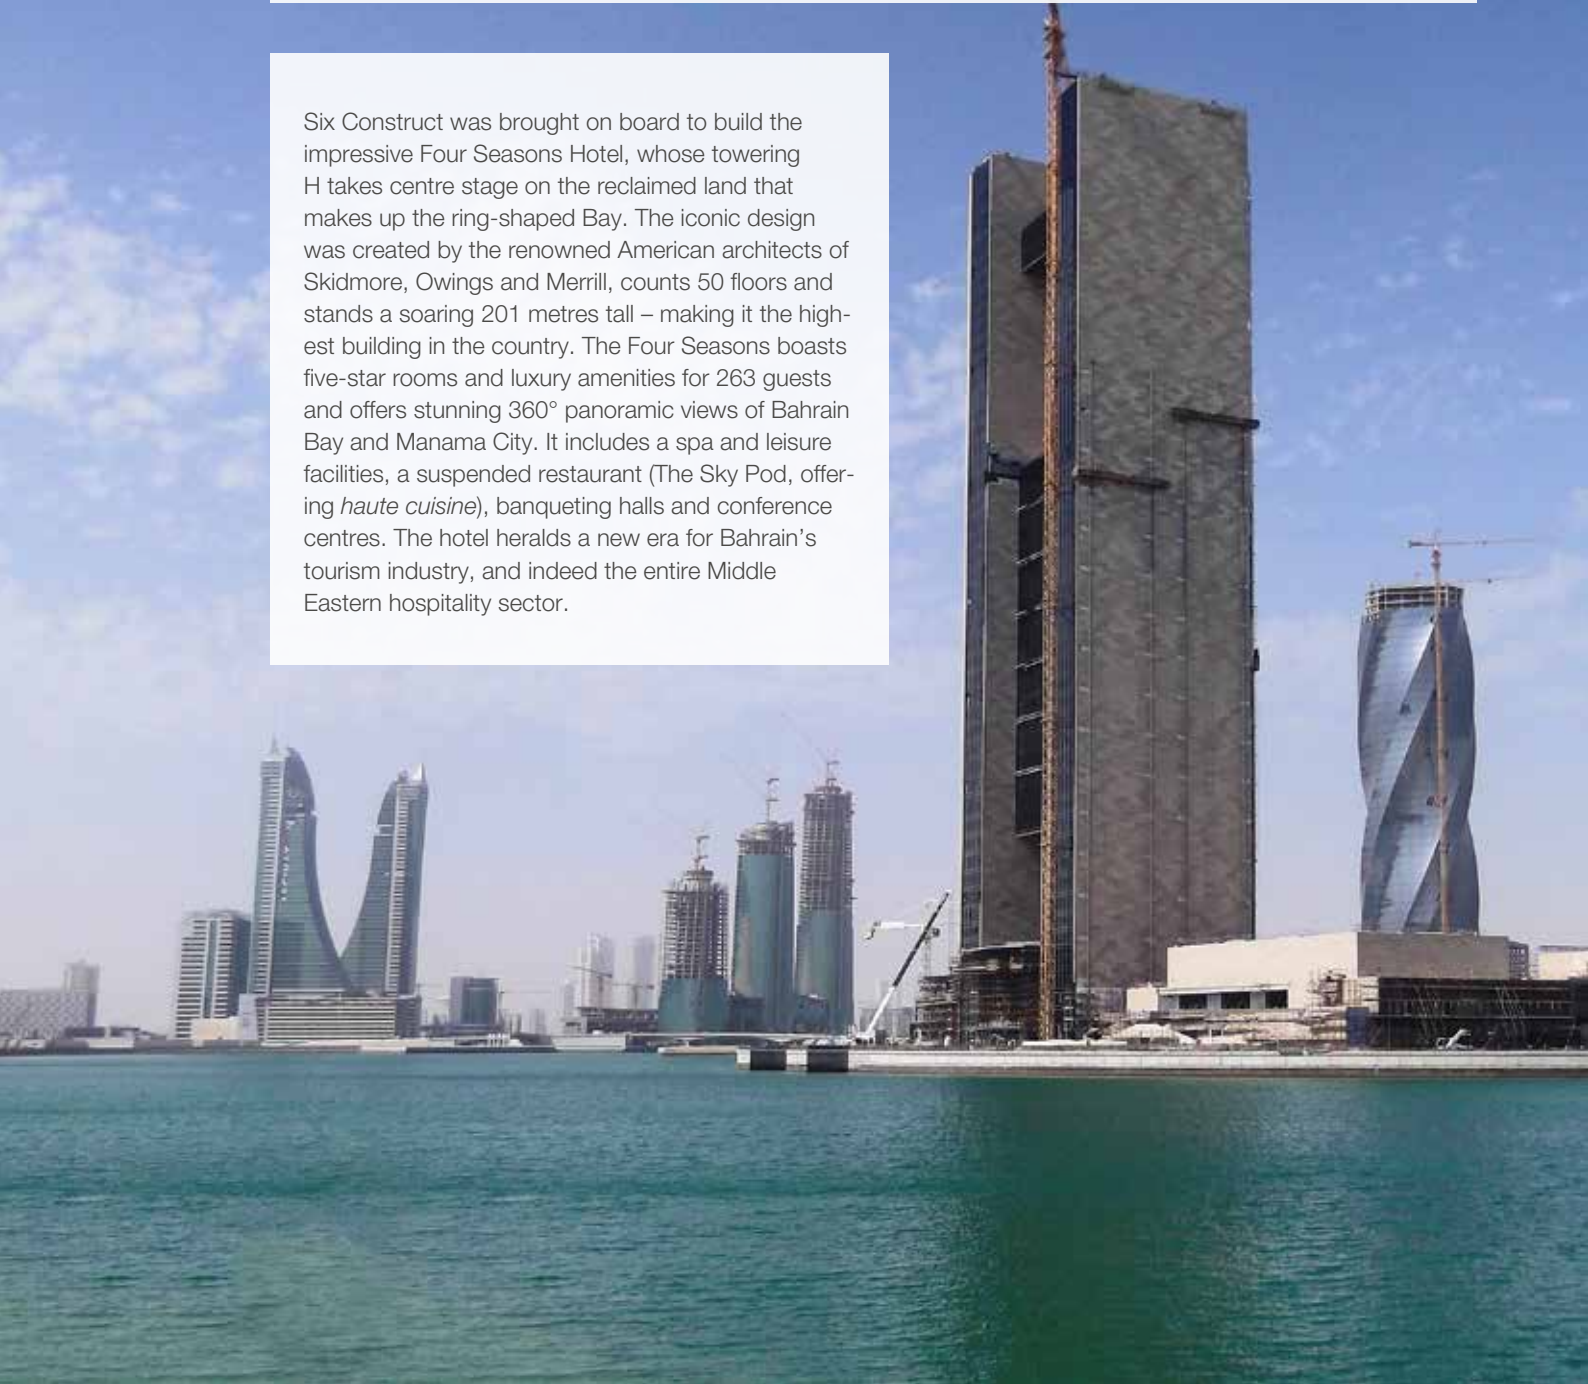 Six Construct was brought on board to build the
impressive Four Seasons Hotel, whose towering
H takes centre stage on the reclaimed land that
makes up the ring-shaped Bay. The iconic design
was created by the renowned American architects of
Skidmore, Owings and Merrill, counts 50 floors and
stands a soaring 201 metres tall – making it the high-
est building in the country. The Four Seasons boasts
five-star rooms and luxury amenities for 263 guests
and offers stunning 360° panoramic views of Bahrain
Bay and Manama City. It includes a spa and leisure
facilities, a suspended restaurant (The Sky Pod, offer-
ing haute cuisine), banqueting halls and conference
centres. The hotel heralds a new era for Bahrain’s
tourism industry, and indeed the entire Middle
Eastern hospitality sector.